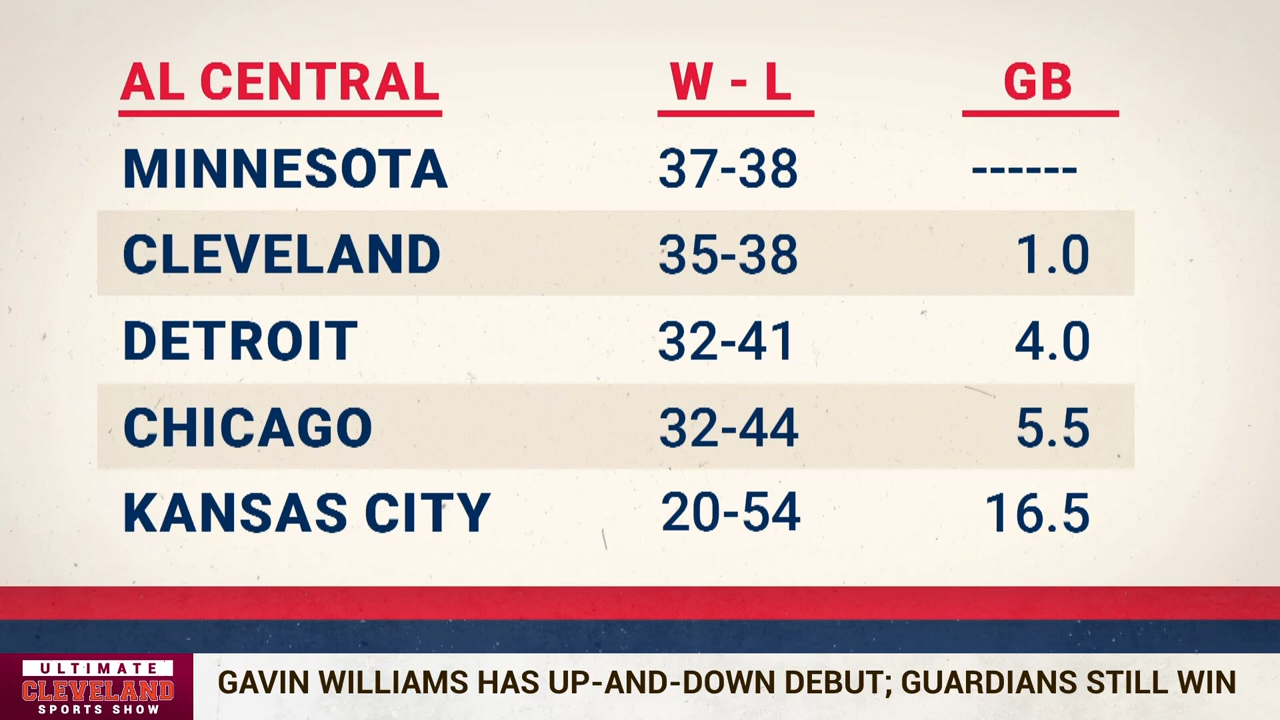 AL CENTRAL W - L GB
MINNESOTA 37-38 ------
CLEVELAND 35-38 1.0
DETROIT 32-41 4.0
CHICAGO 32-44 5.5
KANSAS CITY 20-54 16.5
ULTIMATE
CLEVELAND
SPORTS SHOW
GAVIN WILLIAMS HAS UP-AND-DOWN DEBUT; GUARDIANS STILL WIN